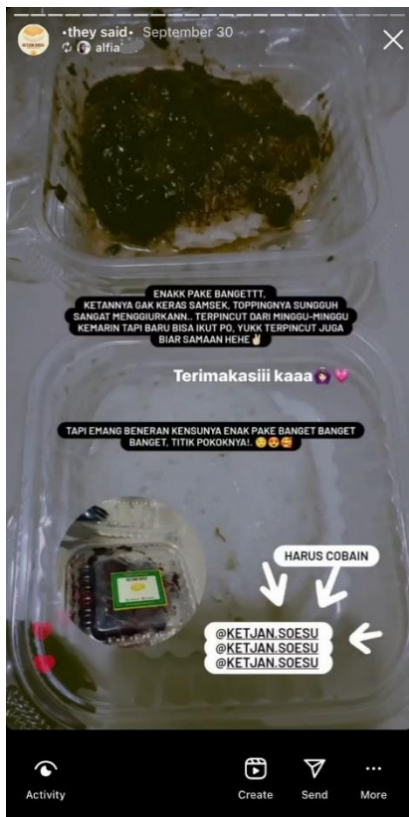 •they said• September 30
alfia
ENAKK PAKE BANGETTT,
KETANNYA GAK KERAS SAMSEK, TOPPINGNYA SUNGGUH
SANGAT MENGGIURKANN.. TERPINCUT DARI MINGGU-MINGGU
KEMARIN TAPI BARU BISA IKUT PO, YUKK TERPINCUT JUGA
BIAR SAMAAN HEHE✌🏻
Terimakasiii kaaa🙆🏻‍♀️💗
TAPI EMANG BENERAN KENSUNYA ENAK PAKE BANGET BANGET
BANGET, TITIK POKOKNYA!. 😋😍🥰
HARUS COBAIN
@KETJAN.SOESU
@KETJAN.SOESU
@KETJAN.SOESU
Activity
Create
Send
More